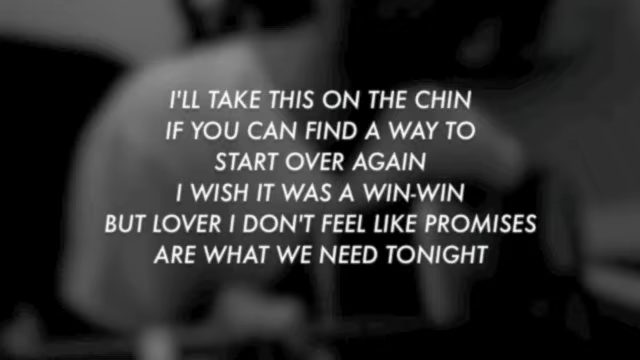 I'LL TAKE THIS ON THE CHIN
IF YOU CAN FIND A WAY TO
START OVER AGAIN
I WISH IT WAS A WIN-WIN
BUT LOVER I DON'T FEEL LIKE PROMISES
ARE WHAT WE NEED TONIGHT